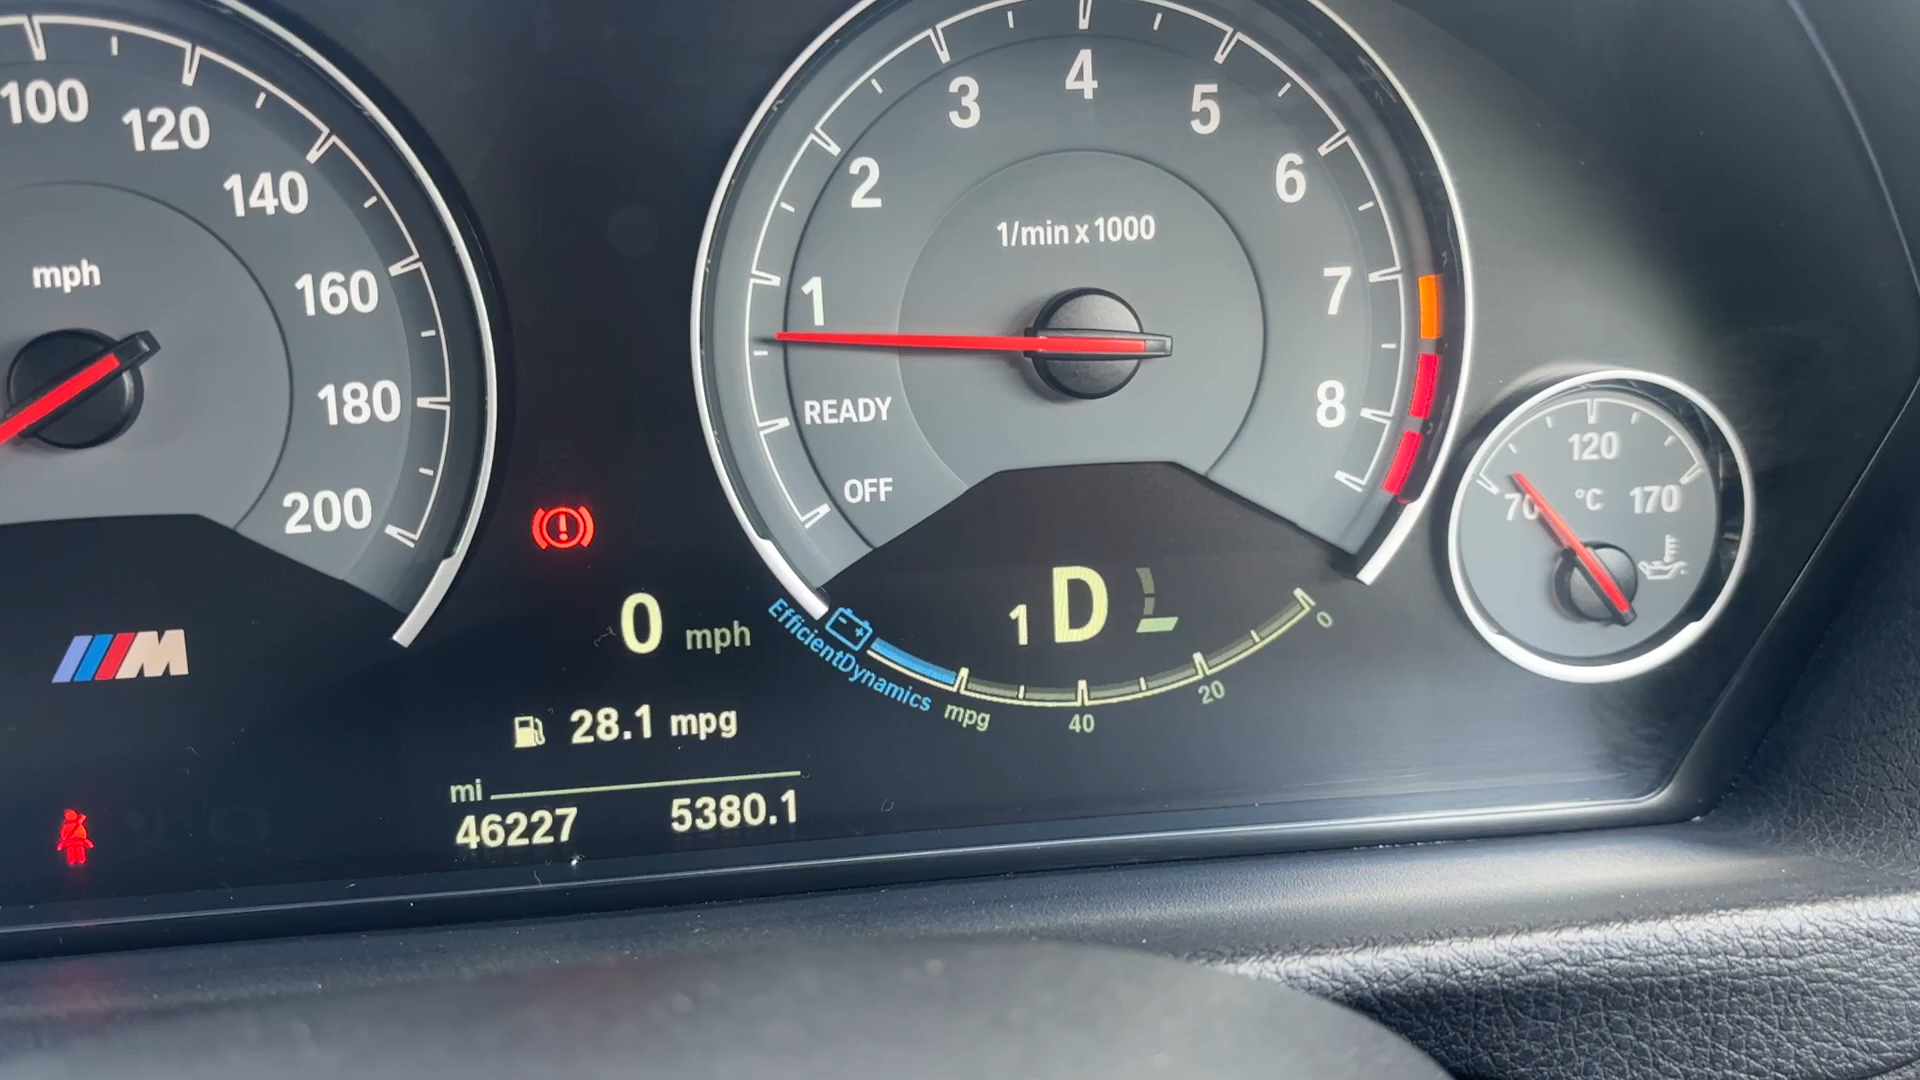 100
120
140
160
180
200
mph
M
0 mph
28.1 mpg
mi
46227 5380.1
1/min x 1000
OFF
READY
1
2
3
4
5
6
7
8
1 D
EfficientDynamics
mpg
40
20
0
70
120
170
°C